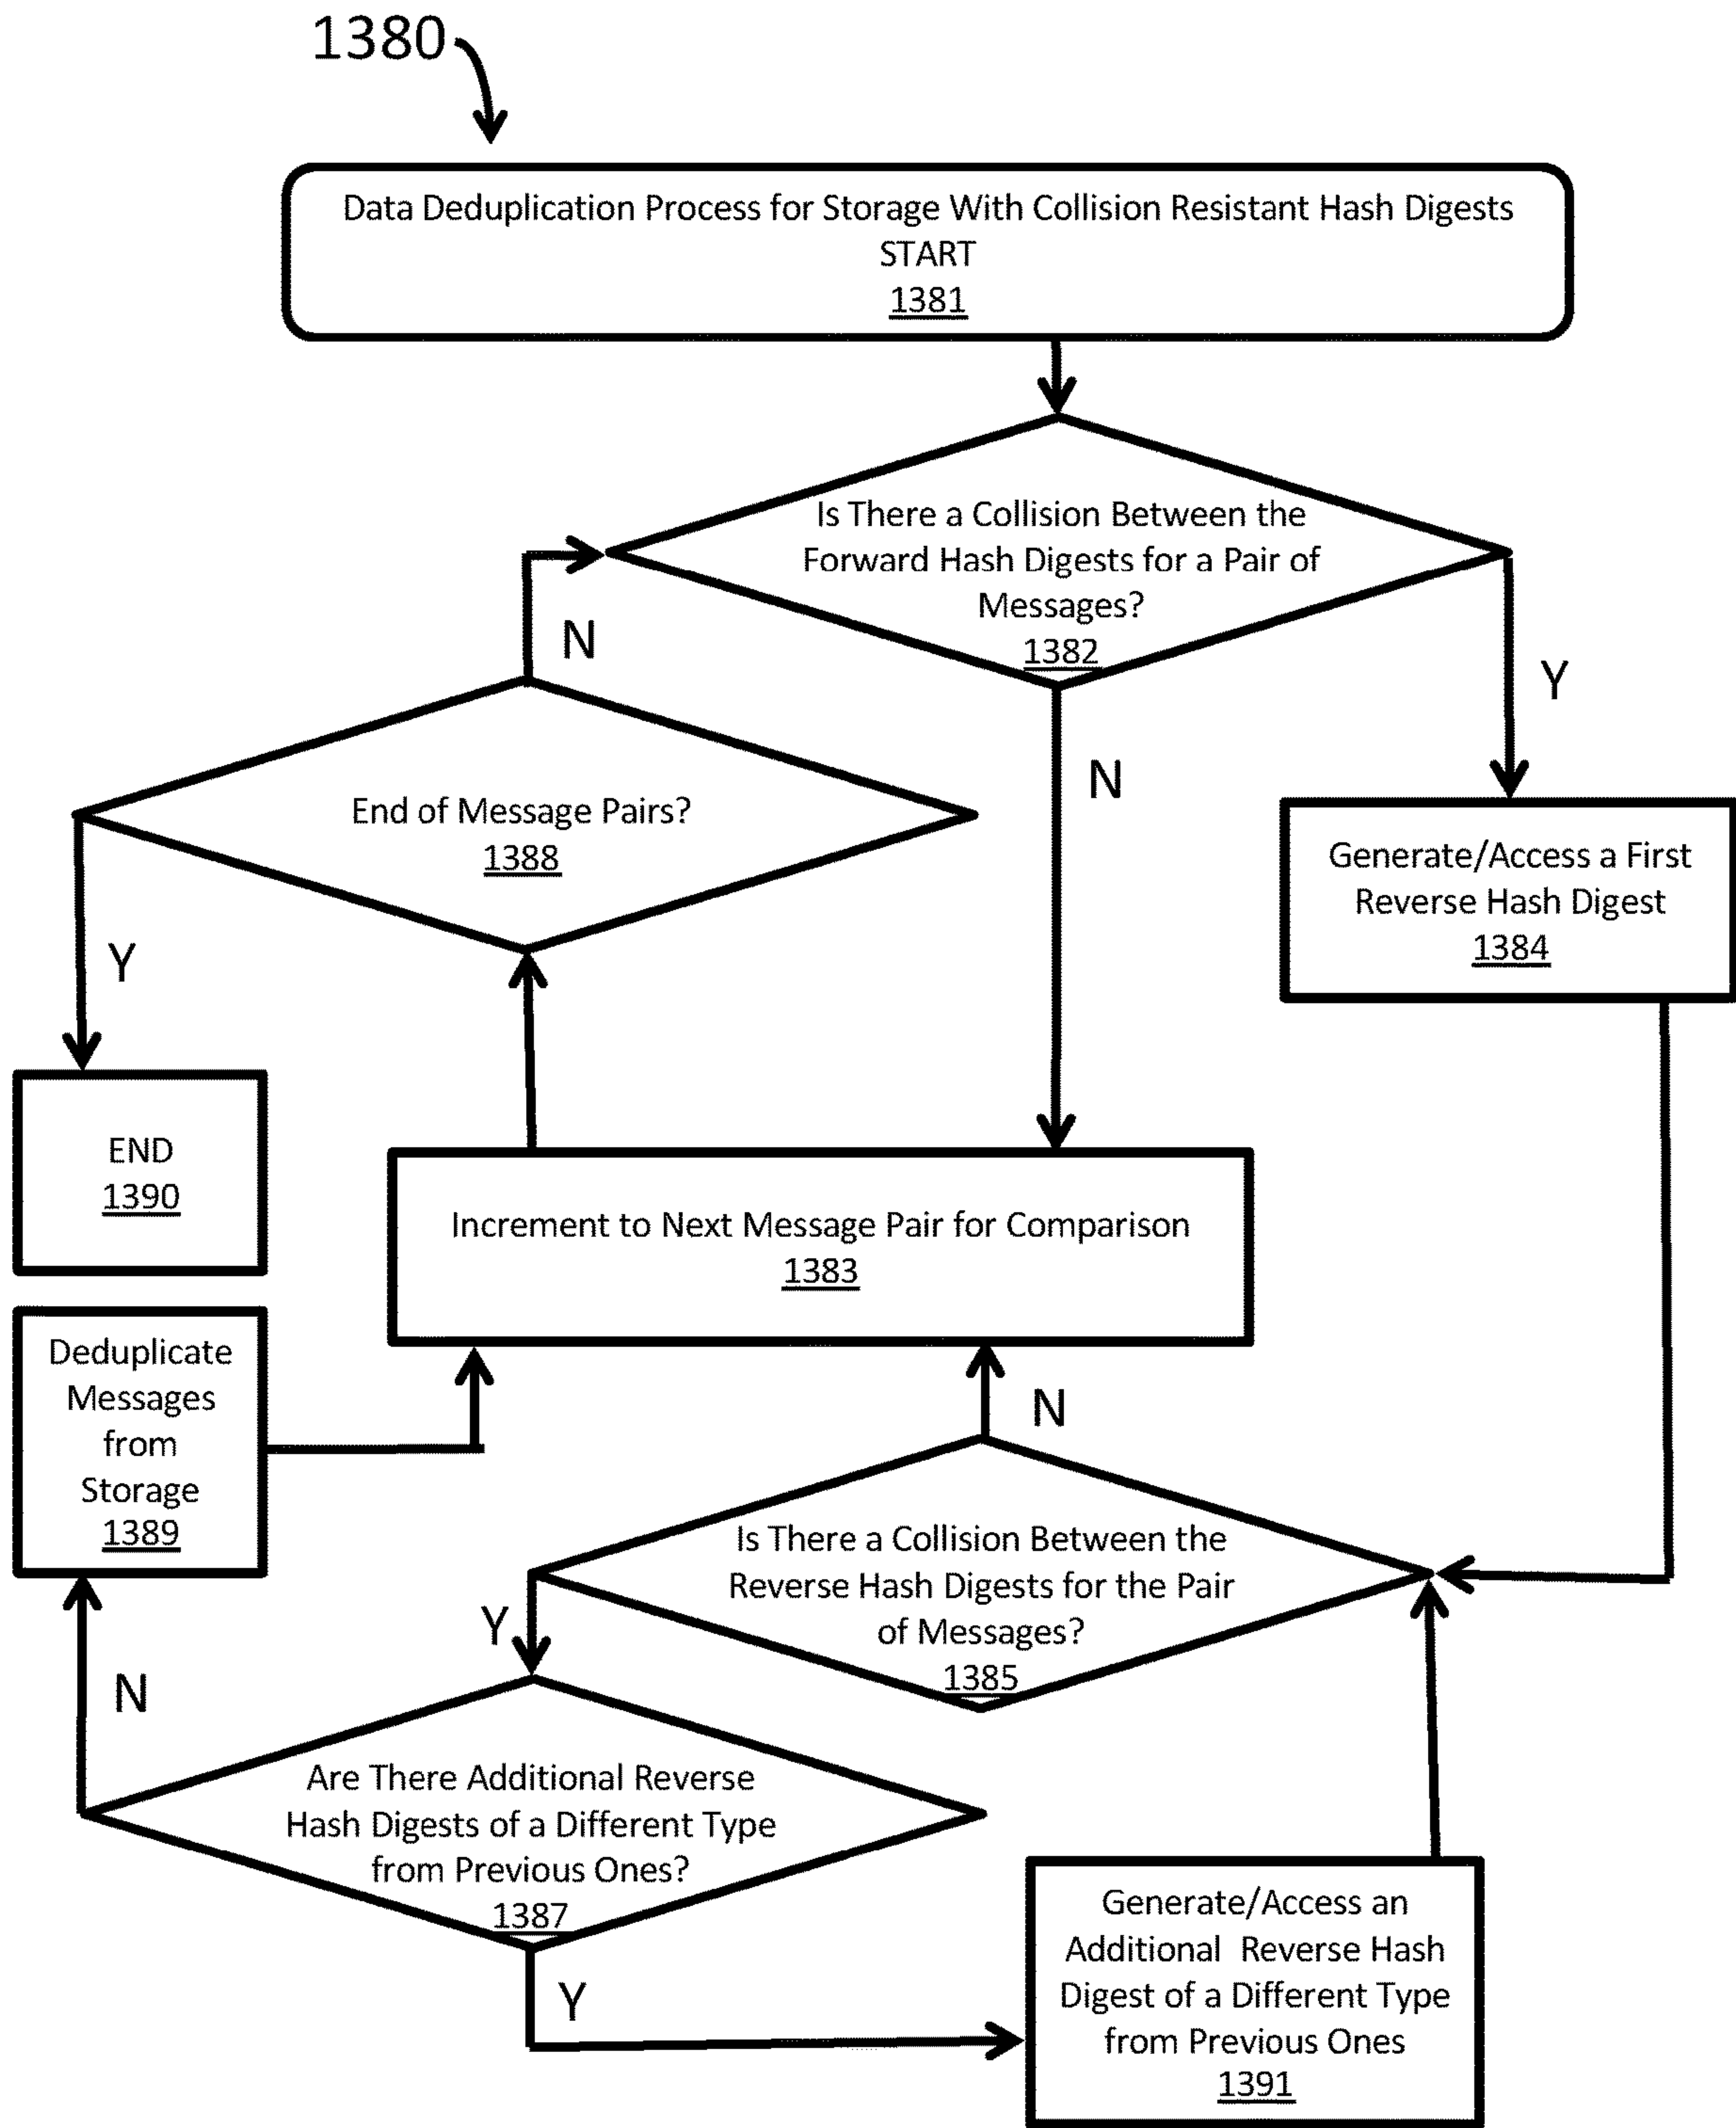 1380
Data Deduplication Process for Storage With Collision Resistant Hash Digests
START
1381
Is There a Collision Between the
Forward Hash Digests for a Pair of
Messages?
1382
N
Y
N
End of Message Pairs?
1388
Generate/Access a First
Reverse Hash Digest
1384
Y
END
1390
Increment to Next Message Pair for Comparison
1383
Deduplicate
Messages
from
Storage
1389
N
Is There a Collision Between the
Reverse Hash Digests for the Pair
of Messages?
1385
Y
N
Are There Additional Reverse
Hash Digests of a Different Type
from Previous Ones?
1387
Y
Generate/Access an
Additional Reverse Hash
Digest of a Different Type
from Previous Ones
1391